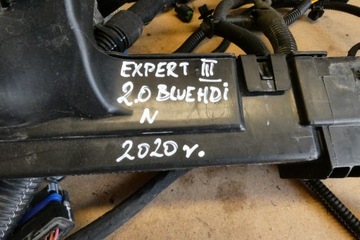 EXPERT III
2.0 BLUEHDi
N
2020 r.